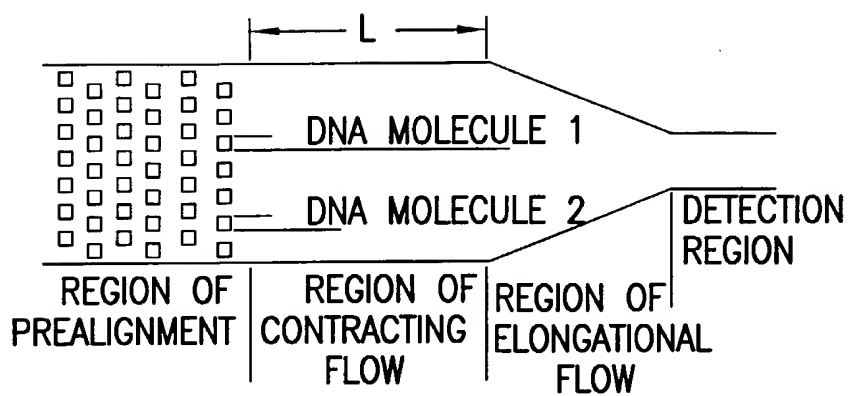 L
DNA MOLECULE 1
DNA MOLECULE 2
DETECTION
REGION
REGION OF
PREALIGNMENT
REGION OF
CONTRACTING
FLOW
REGION OF
ELONGATIONAL
FLOW